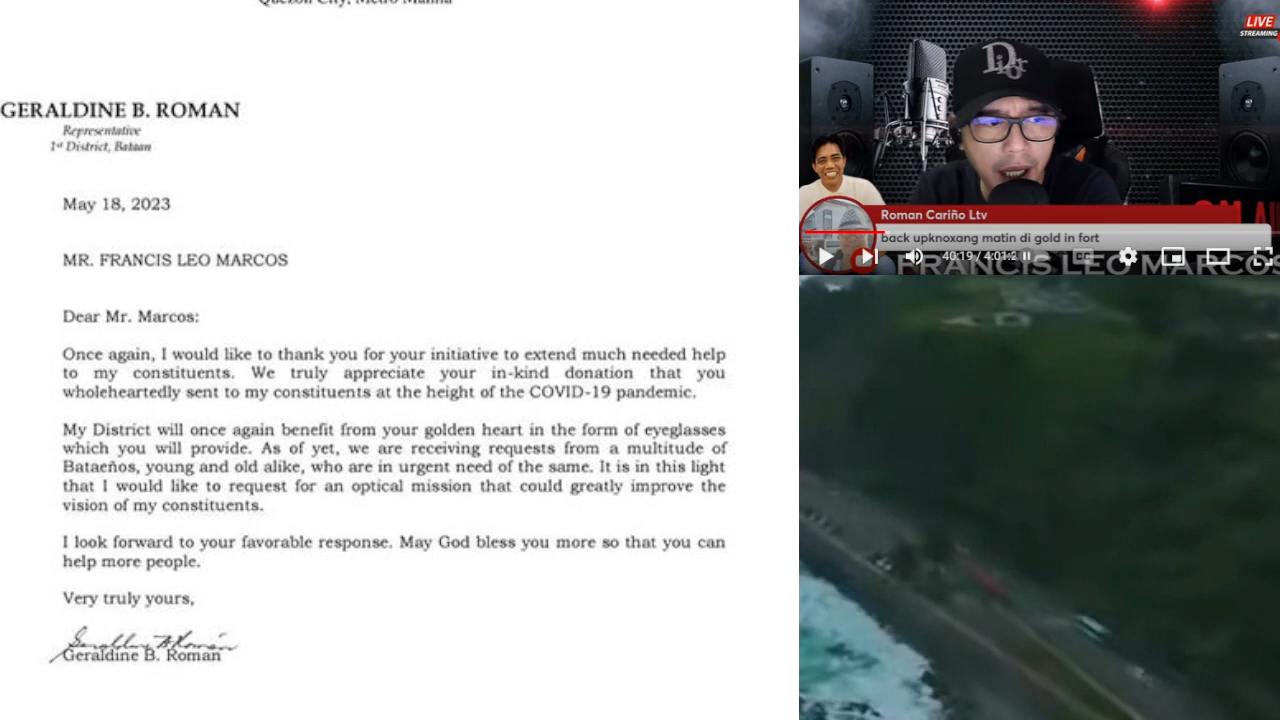 Quezon City, Metro Manila
GERALDINE B. ROMAN
Representative
1st District, Bataan
May 18, 2023
MR. FRANCIS LEO MARCOS
Dear Mr. Marcos:
Once again, I would like to thank you for your initiative to extend much needed help
to my constituents. We truly appreciate your in-kind donation that you
wholeheartedly sent to my constituents at the height of the COVID-19 pandemic.
My District will once again benefit from your golden heart in the form of eyeglasses
which you will provide. As of yet, we are receiving requests from a multitude of
Bataeños, young and old alike, who are in urgent need of the same. It is in this light
that I would like to request for an optical mission that could greatly improve the
vision of my constituents.
I look forward to your favorable response. May God bless you more so that you can
help more people.
Very truly yours,
Geraldine B. Roman
LIVE
STREAMING
Dior
ON AI
Roman Cariño Ltv
back upknoxang matin di gold in fort
40:19 / 4:01:2
FRANCIS LEO MARCOS